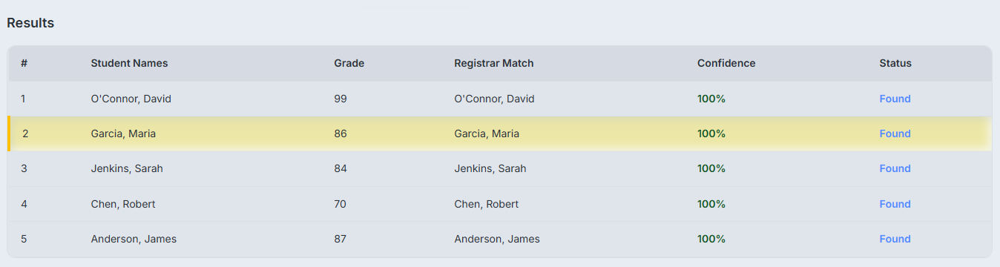 Results
# Student Names Grade Registrar Match Confidence Status
1 O'Connor, David 99 O'Connor, David 100% Found
2 Garcia, Maria 86 Garcia, Maria 100% Found
3 Jenkins, Sarah 84 Jenkins, Sarah 100% Found
4 Chen, Robert 70 Chen, Robert 100% Found
5 Anderson, James 87 Anderson, James 100% Found